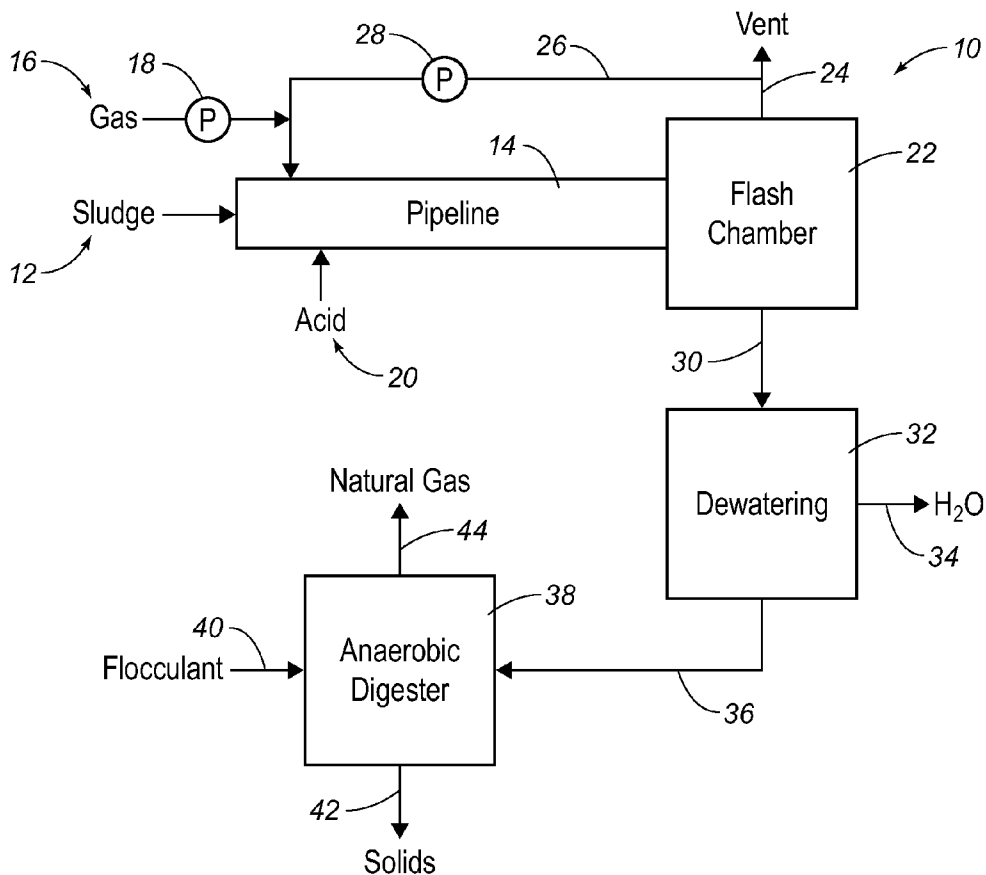 Vent
28
26
10
16
18
P
24
Gas
P
14
22
Sludge
Pipeline
Flash
Chamber
12
Acid
20
30
32
Natural Gas
Dewatering
H₂O
44
34
38
40
Anaerobic
Digester
Flocculant
36
42
Solids